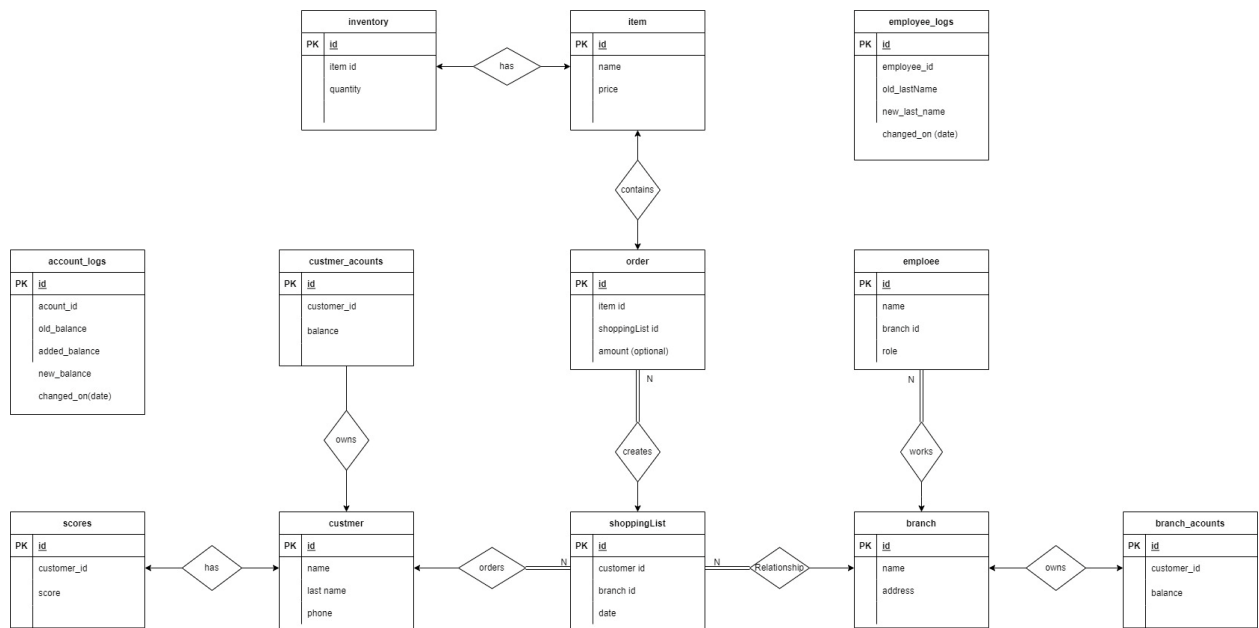 inventory
PK id
item id
quantity
has
item
PK id
name
price
employee_logs
PK id
employee_id
old_lastName
new_last_name
changed_on (date)
contains
account_logs
PK id
acount_id
old_balance
added_balance
new_balance
changed_on(date)
custmer_acounts
PK id
customer_id
balance
order
PK id
item id
shoppingList id
amount (optional)
N
emploee
PK id
name
branch id
role
N
owns
creates
works
scores
PK id
customer_id
score
has
custmer
PK id
name
last name
phone
orders
N
shoppingList
PK id
customer id
branch id
date
N
Relationship
branch
PK id
name
address
owns
branch_acounts
PK id
customer_id
balance